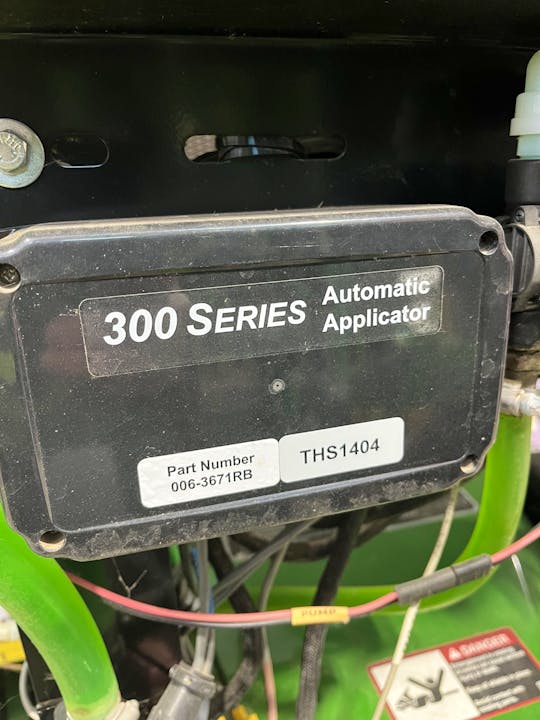 300 SERIES Automatic
Applicator
Part Number
006-3671RB
THS1404
PUMP
DANGER